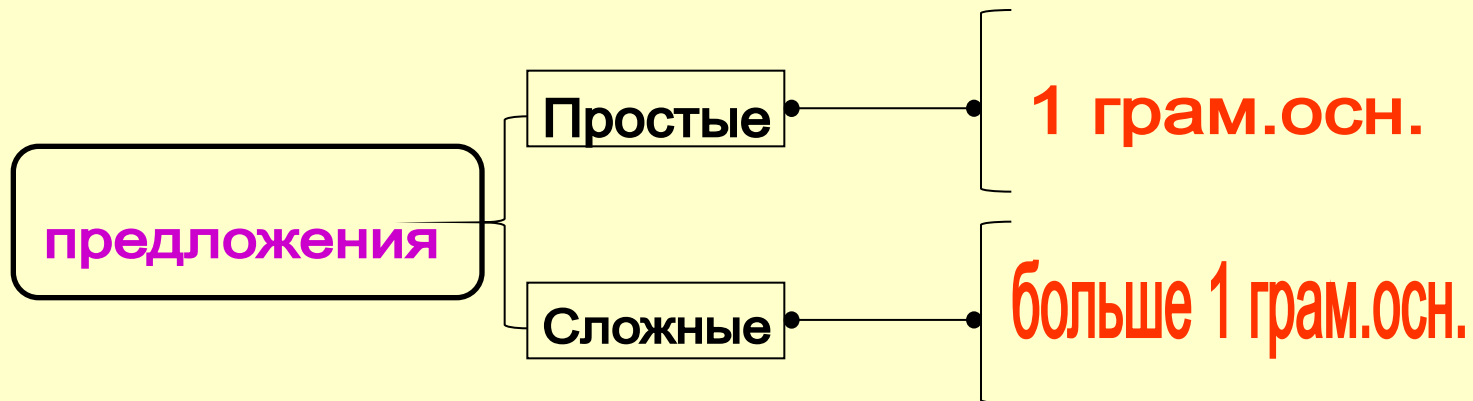 предложения
Простые
1 грам.осн.
Сложные
больше 1 грам.осн.